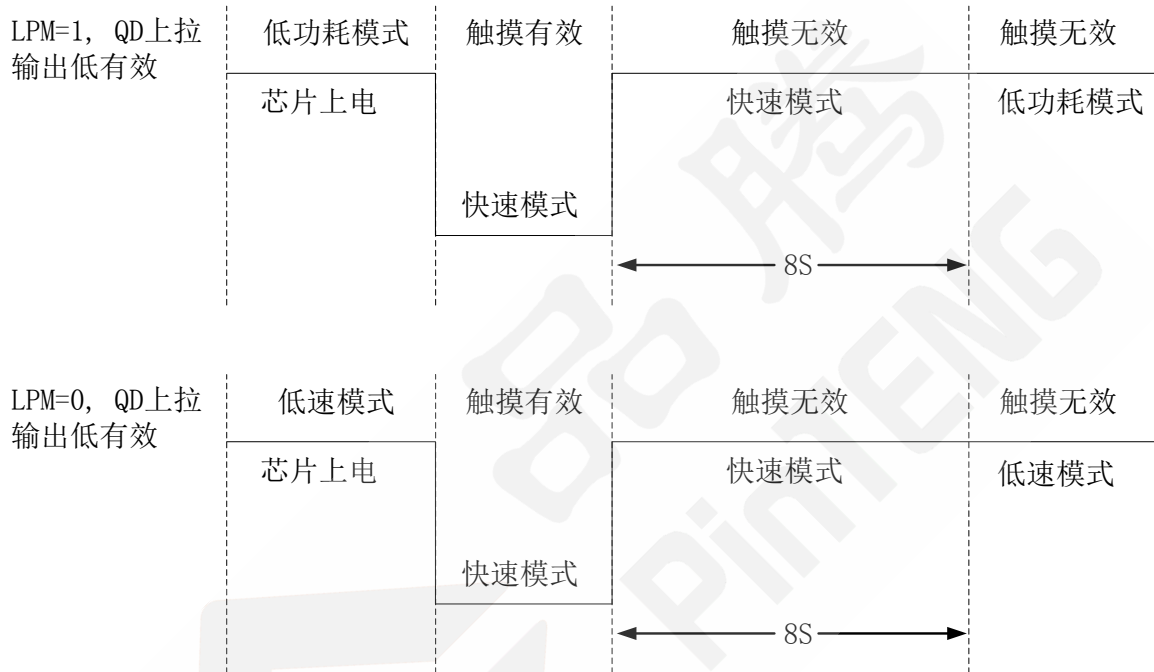 LPM=1, QD上拉 低功耗模式 触摸有效 触摸无效 触摸无效
输出低有效
芯片上电 快速模式 低功耗模式
快速模式
8S
LPM=0, QD上拉 低速模式 触摸有效 触摸无效 触摸无效
输出低有效
芯片上电 快速模式 低速模式
快速模式
8S
品腾
PinTENG